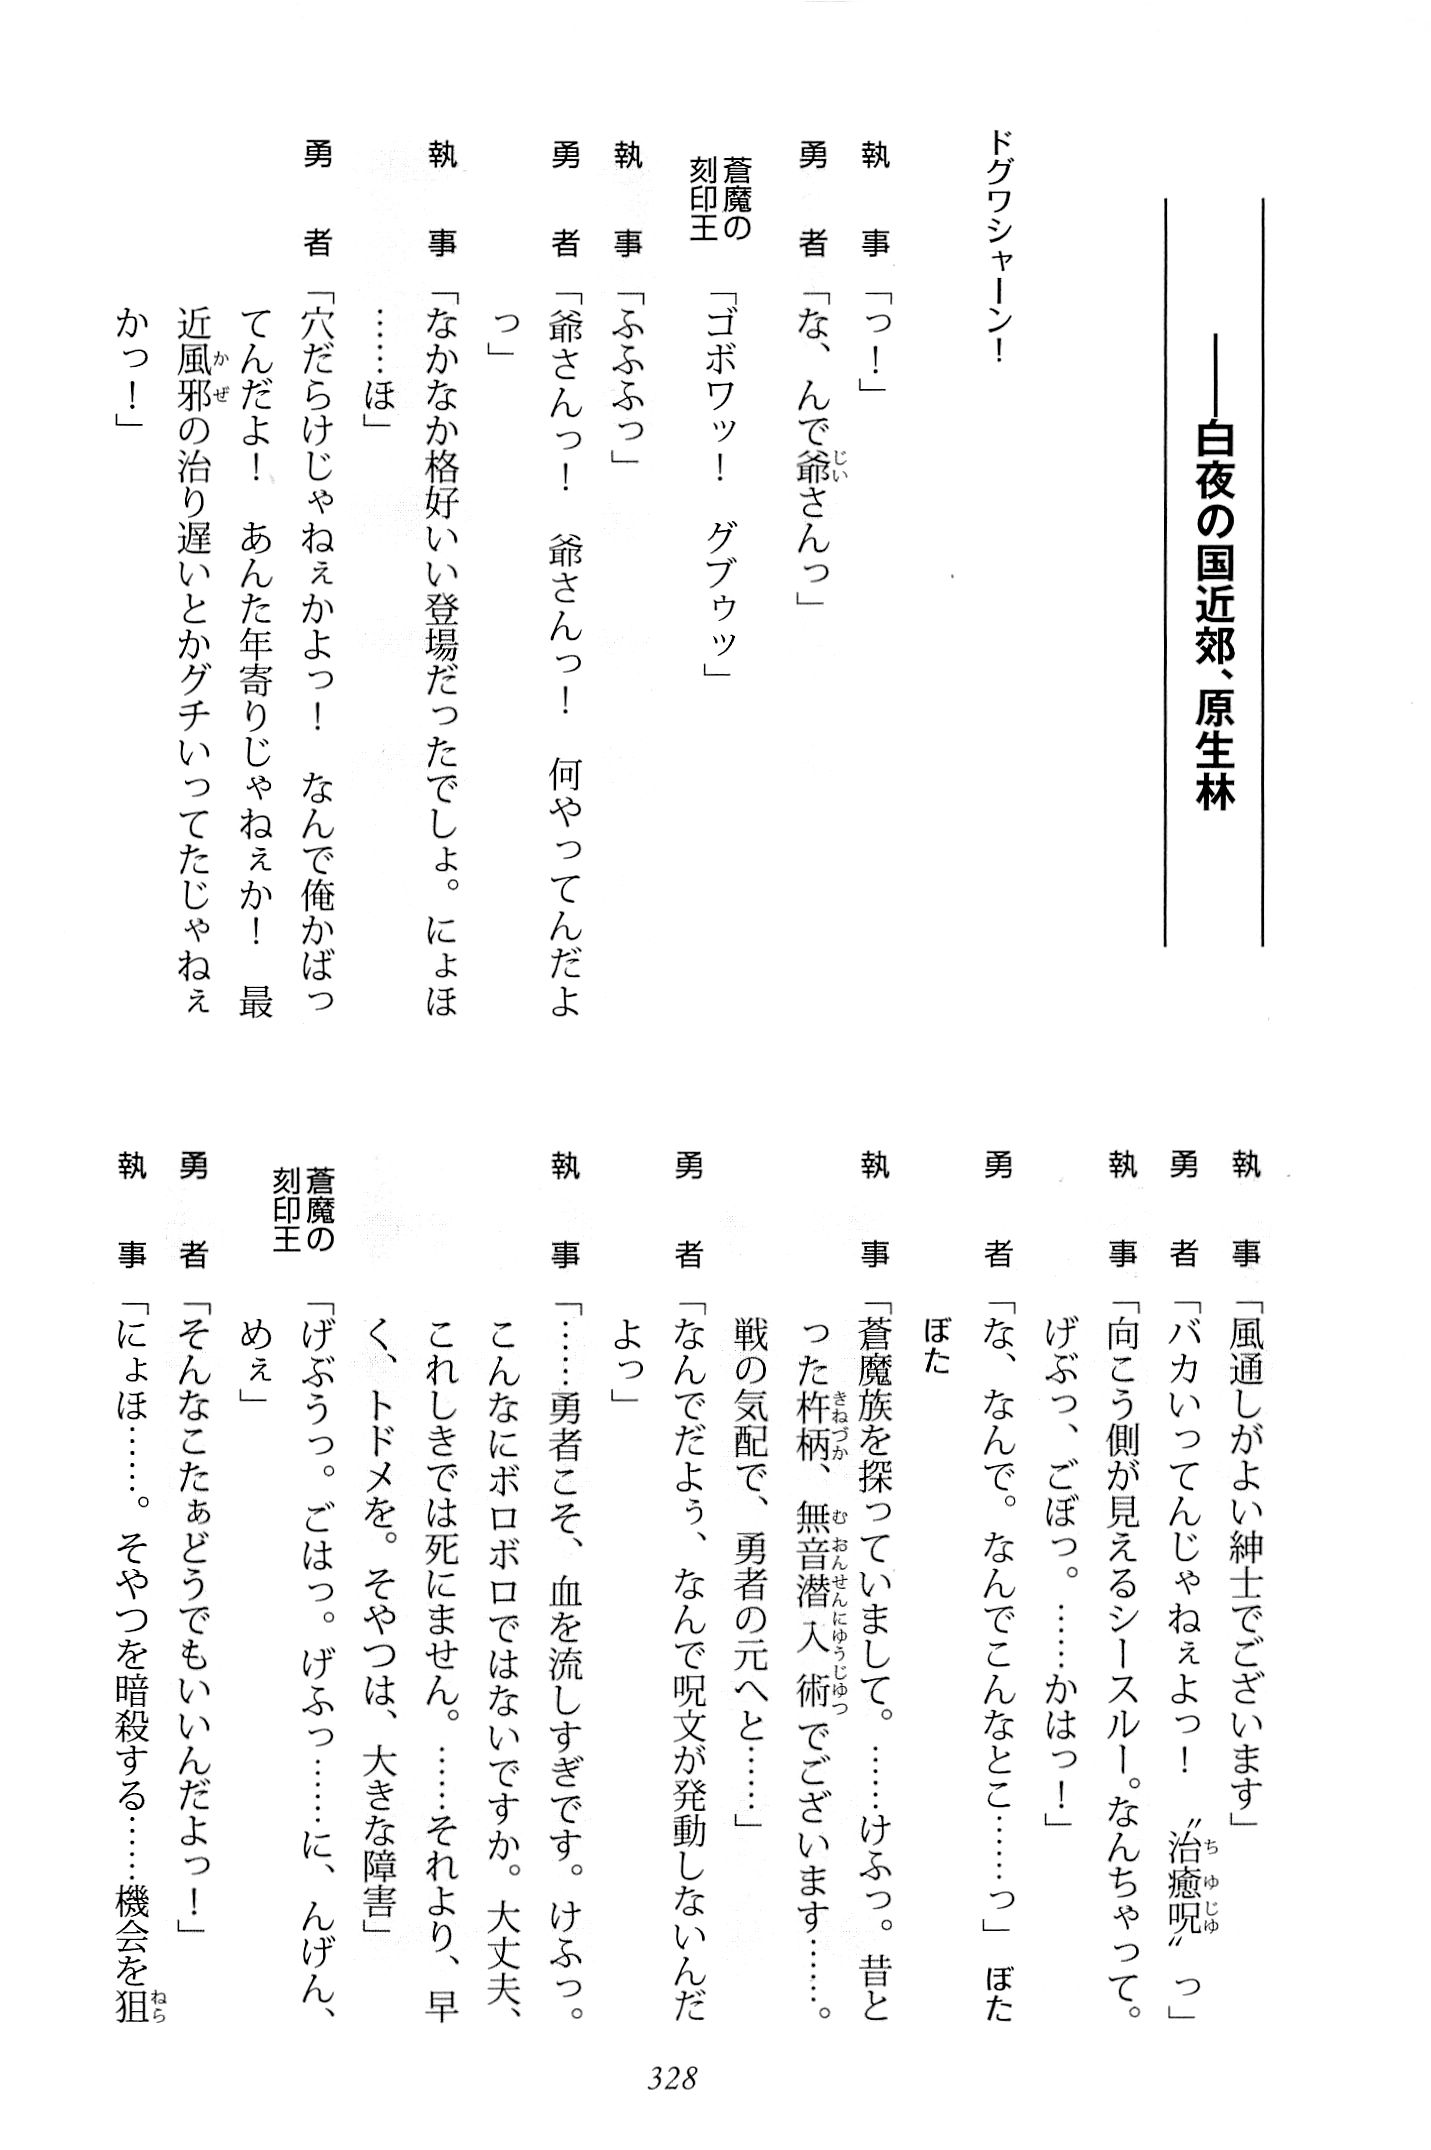 ――白夜の国近郊、原生林
ドグワシャーン！
執事「っ！」
勇者「な、んで爺さんっ」
蒼魔の刻印王「ゴボワッ！　グブゥッ」
執事「ふふふっ」
勇者「爺さんっ！　爺さんっ！　何やってんだよ
っ」
執事「なかなか格好いい登場だったでしょ。にょほ
……ほ」
勇者「穴だらけじゃねぇかよっ！　なんで俺かばっ
てんだよ！　あんた年寄りじゃねぇか！　最
近風邪の治り遅いとかグチいってたじゃねぇ
かっ！」
執事「風通しがよい紳士でございます」
勇者「バカいってんじゃねぇよっ！　〝治癒呪〟っ」
執事「向こう側が見えるシースルー。なんちゃって。
げぶっ、ごぼっ。……かはっ！」
勇者「な、なんで。なんでこんなとこ……っ」　ぼた
ぼた
執事「蒼魔族を探っていまして。……けふっ。昔と
った杵柄、無音潜入術でございます……。
戦の気配で、勇者の元へと……」
勇者「なんでだよぅ、なんで呪文が発動しないんだ
よっ」
執事「……勇者こそ、血を流しすぎです。けふっ。
こんなにボロボロではないですか。大丈夫、
これしきでは死にません。……それより、早
く、トドメを。そやつは、大きな障害」
蒼魔の刻印王「げぶうっ。ごはっ。げふっ……に、んげん、
めぇ」
勇者「そんなこたぁどうでもいいんだよっ！」
執事「にょほ……。そやつを暗殺する……機会を狙
328